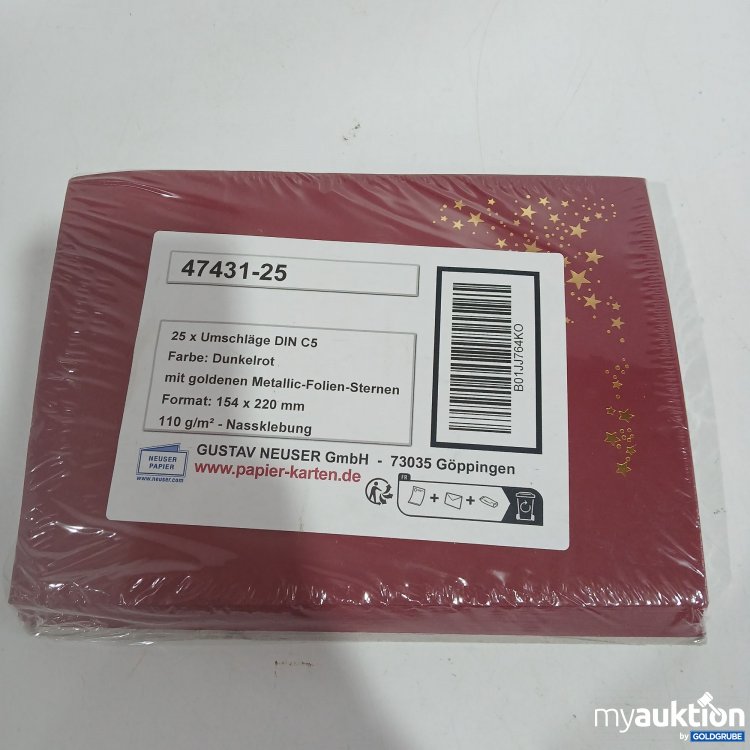 47431-25
25 x Umschläge DIN C5
Farbe: Dunkelrot
mit goldenen Metallic-Folien-Sternen
Format: 154 x 220 mm
110 g/m² - Nassklebung
B01JJ764KO
NEUSER
PAPIER
www.neuser.com
GUSTAV NEUSER GmbH - 73035 Göppingen
www.papier-karten.de
FR
+ +
myauktion
by GOLDGRUBE